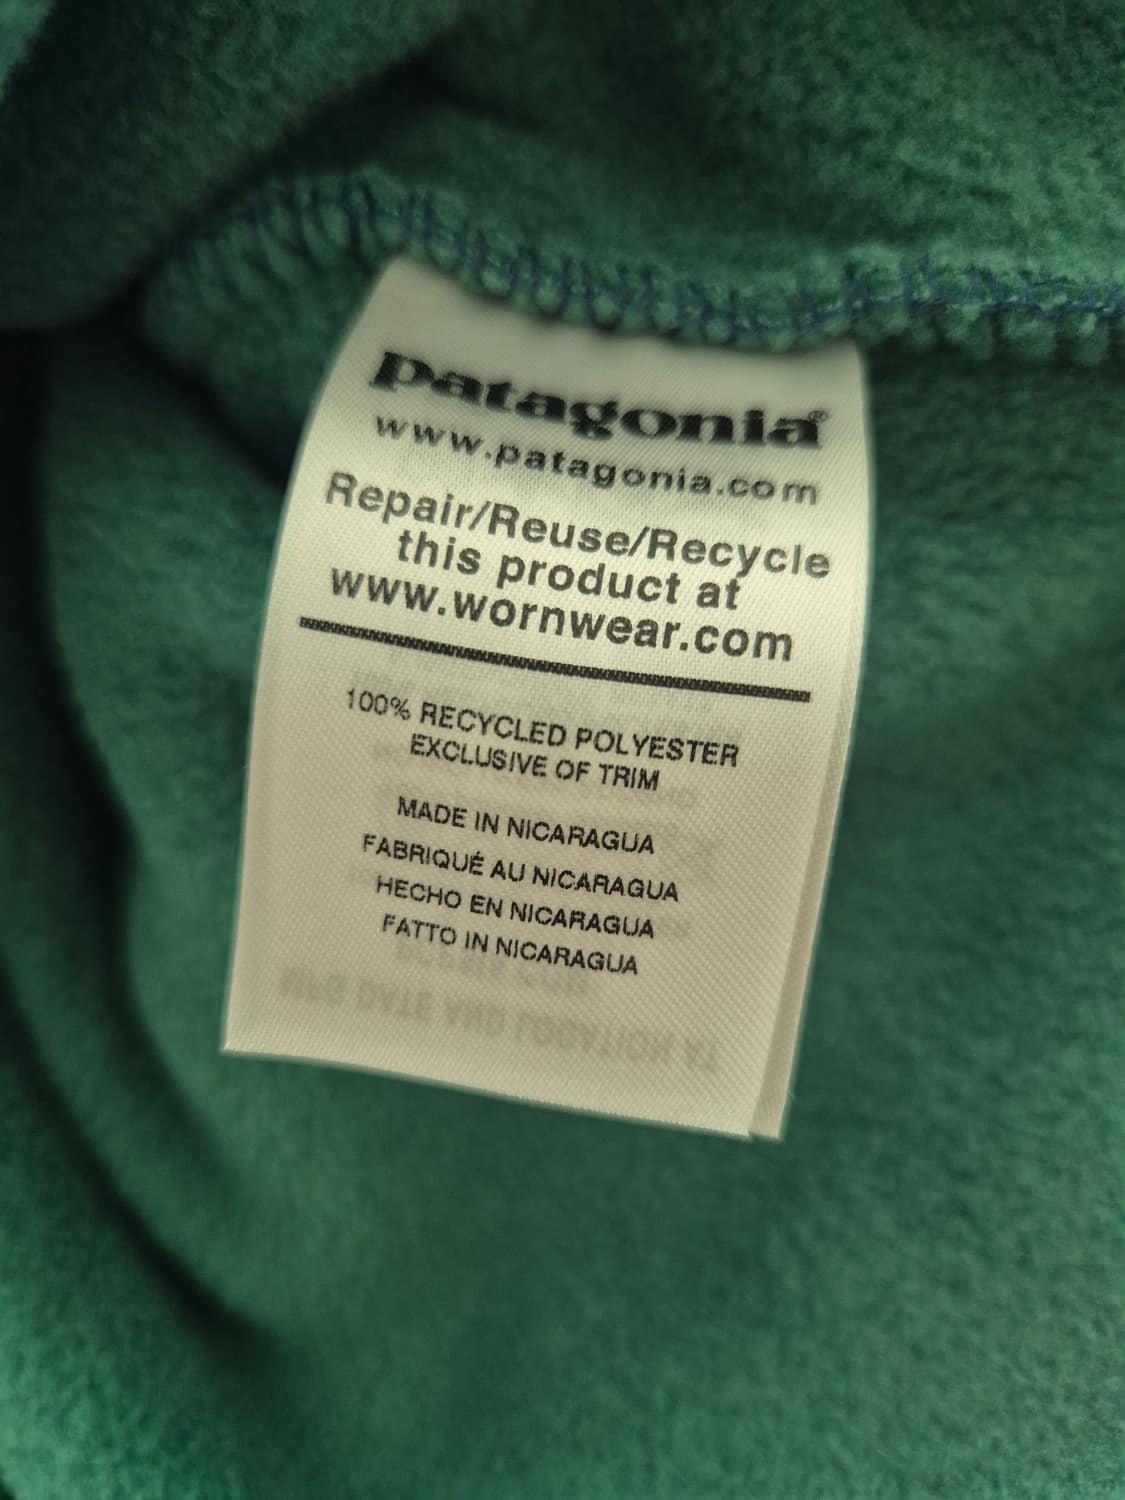 patagonia®
www.patagonia.com
Repair/Reuse/Recycle
this product at
www.wornwear.com
100% RECYCLED POLYESTER
EXCLUSIVE OF TRIM
MADE IN NICARAGUA
FABRIQUÉ AU NICARAGUA
HECHO EN NICARAGUA
FATTO IN NICARAGUA